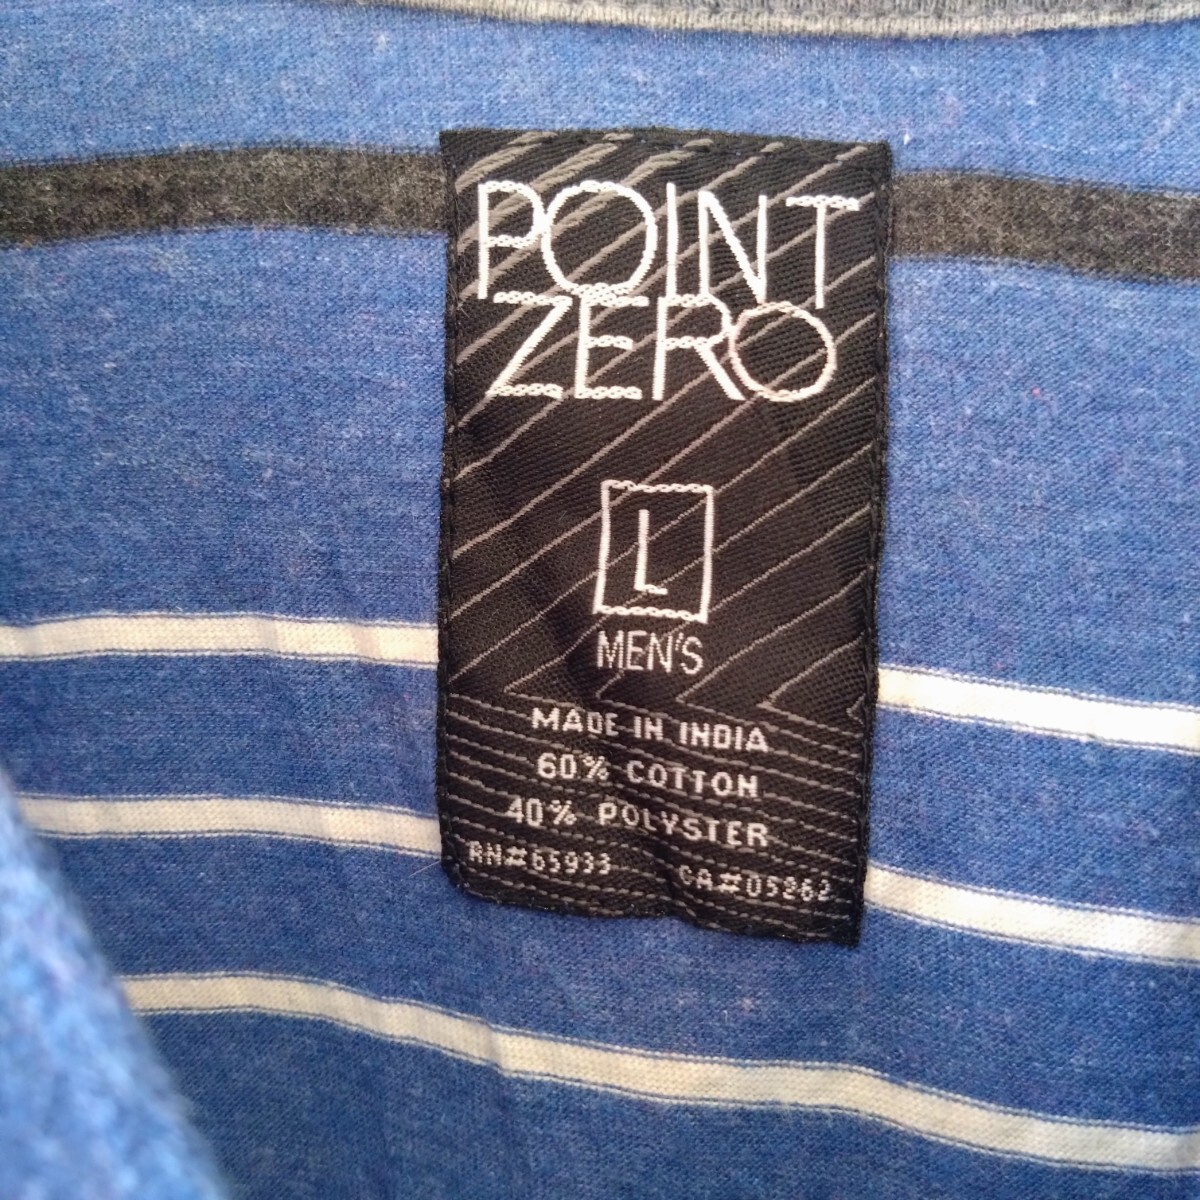 POINT
ZERO
L
MEN'S
MADE IN INDIA
60% COTTON
40% POLYSTER
RN#65933 CA#05262